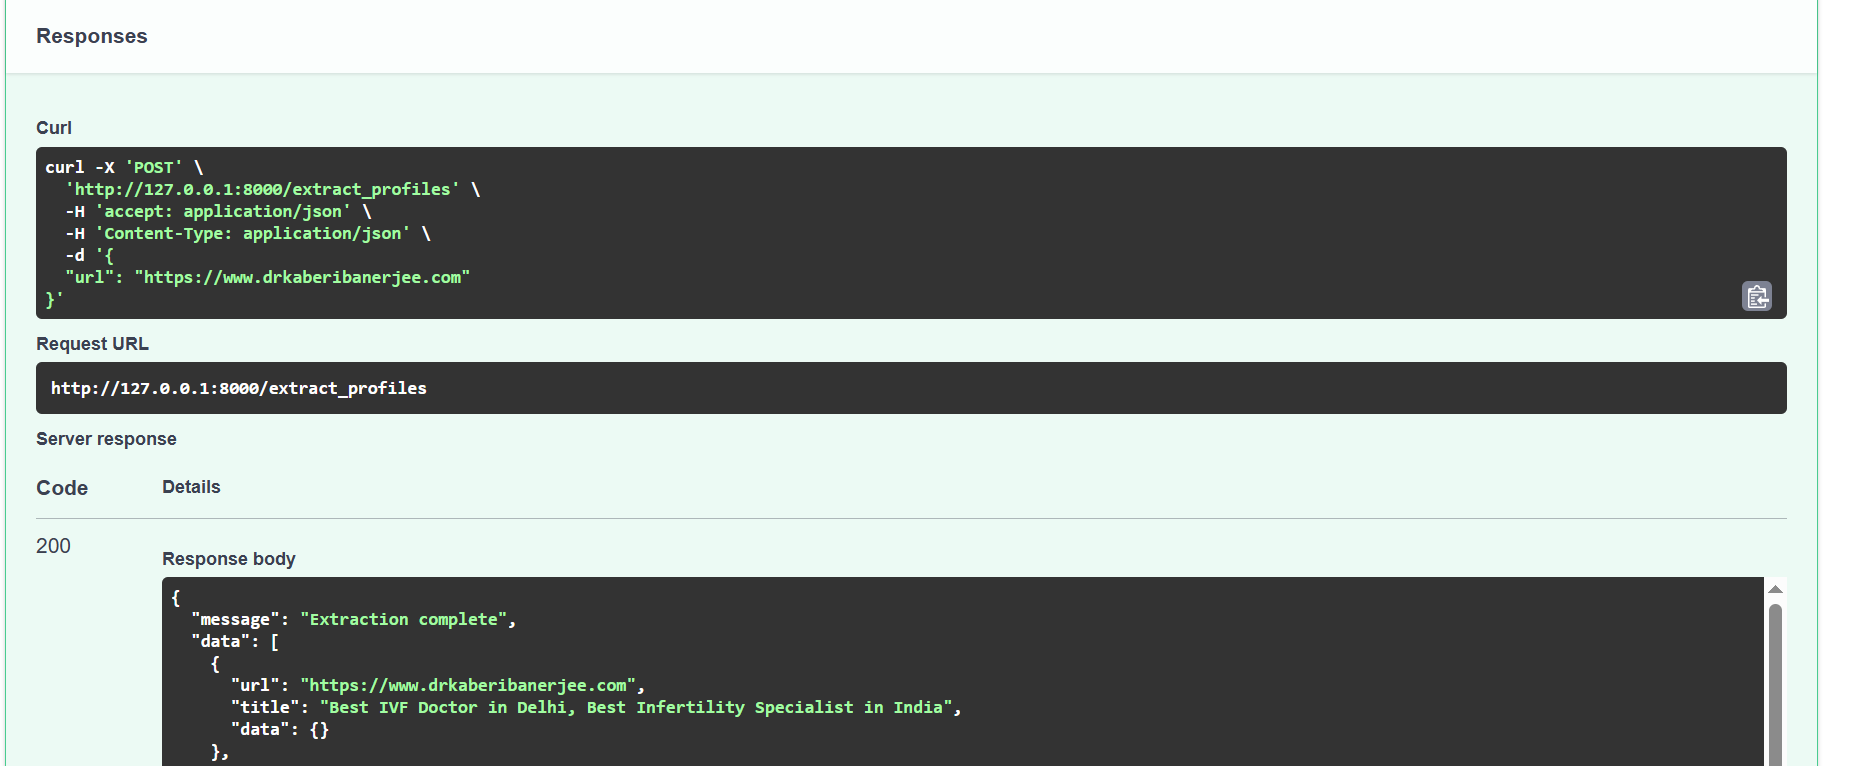 Responses
Curl
curl -X 'POST' \
'http://127.0.0.1:8000/extract_profiles' \
-H 'accept: application/json' \
-H 'Content-Type: application/json' \
-d '{
"url": "https://www.drkaberibanerjee.com"
}'
Request URL
http://127.0.0.1:8000/extract_profiles
Server response
Code Details
200
Response body
{
"message": "Extraction complete",
"data": [
{
"url": "https://www.drkaberibanerjee.com",
"title": "Best IVF Doctor in Delhi, Best Infertility Specialist in India",
"data": {}
},